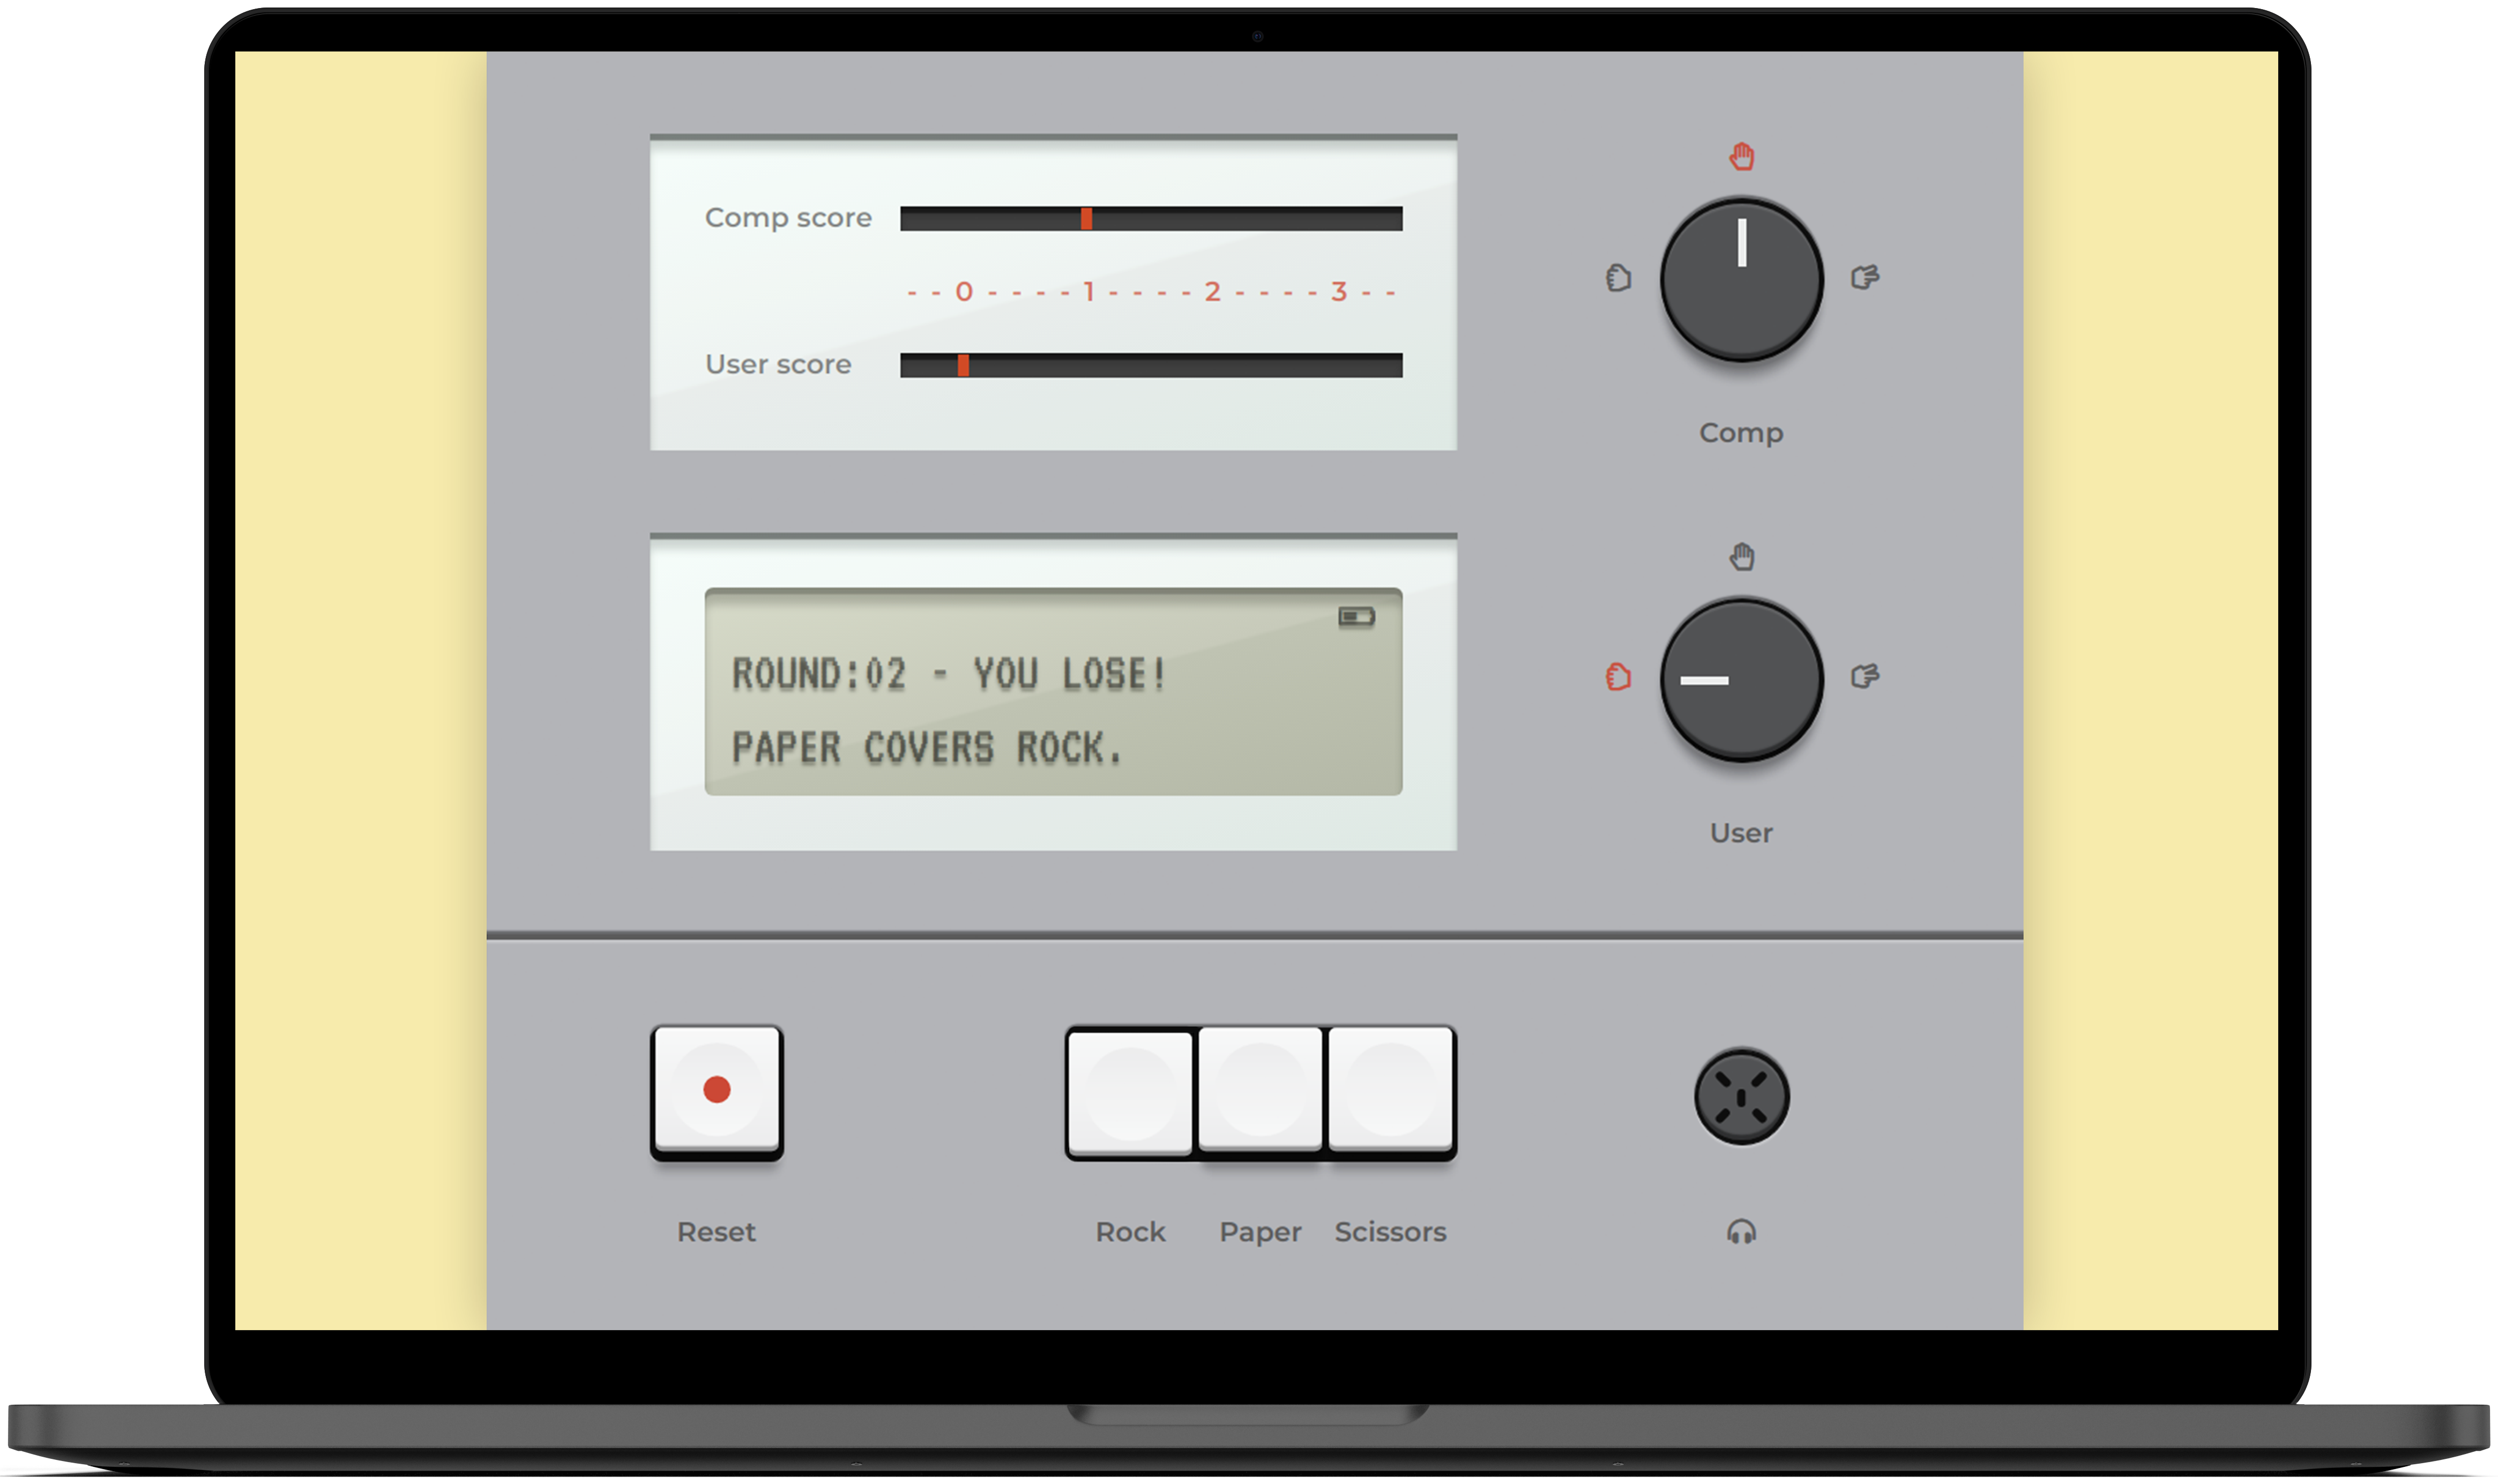 Comp score
- - 0 - - - - 1 - - - - 2 - - - - 3 - -
User score
Comp
ROUND:02 - YOU LOSE!
PAPER COVERS ROCK.
User
Reset
Rock Paper Scissors